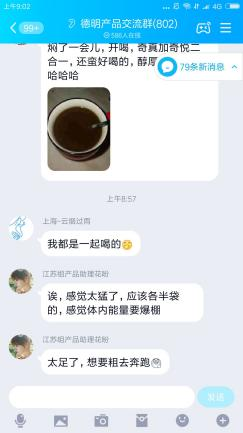 上午9:02
4G
99+
德明产品交流群(802)
586人在线
焖了一会儿，开喝，奇真加奇悦二
合一，还蛮好喝的，醇厚
哈哈哈
79条新消息
上午8:57
上海-云烟过雨
我都是一起喝的
江苏组产品助理花粉
诶，感觉太猛了，应该各半袋
的，感觉体内能量要爆棚
江苏组产品助理花粉
太足了，想要粗去奔跑
发送